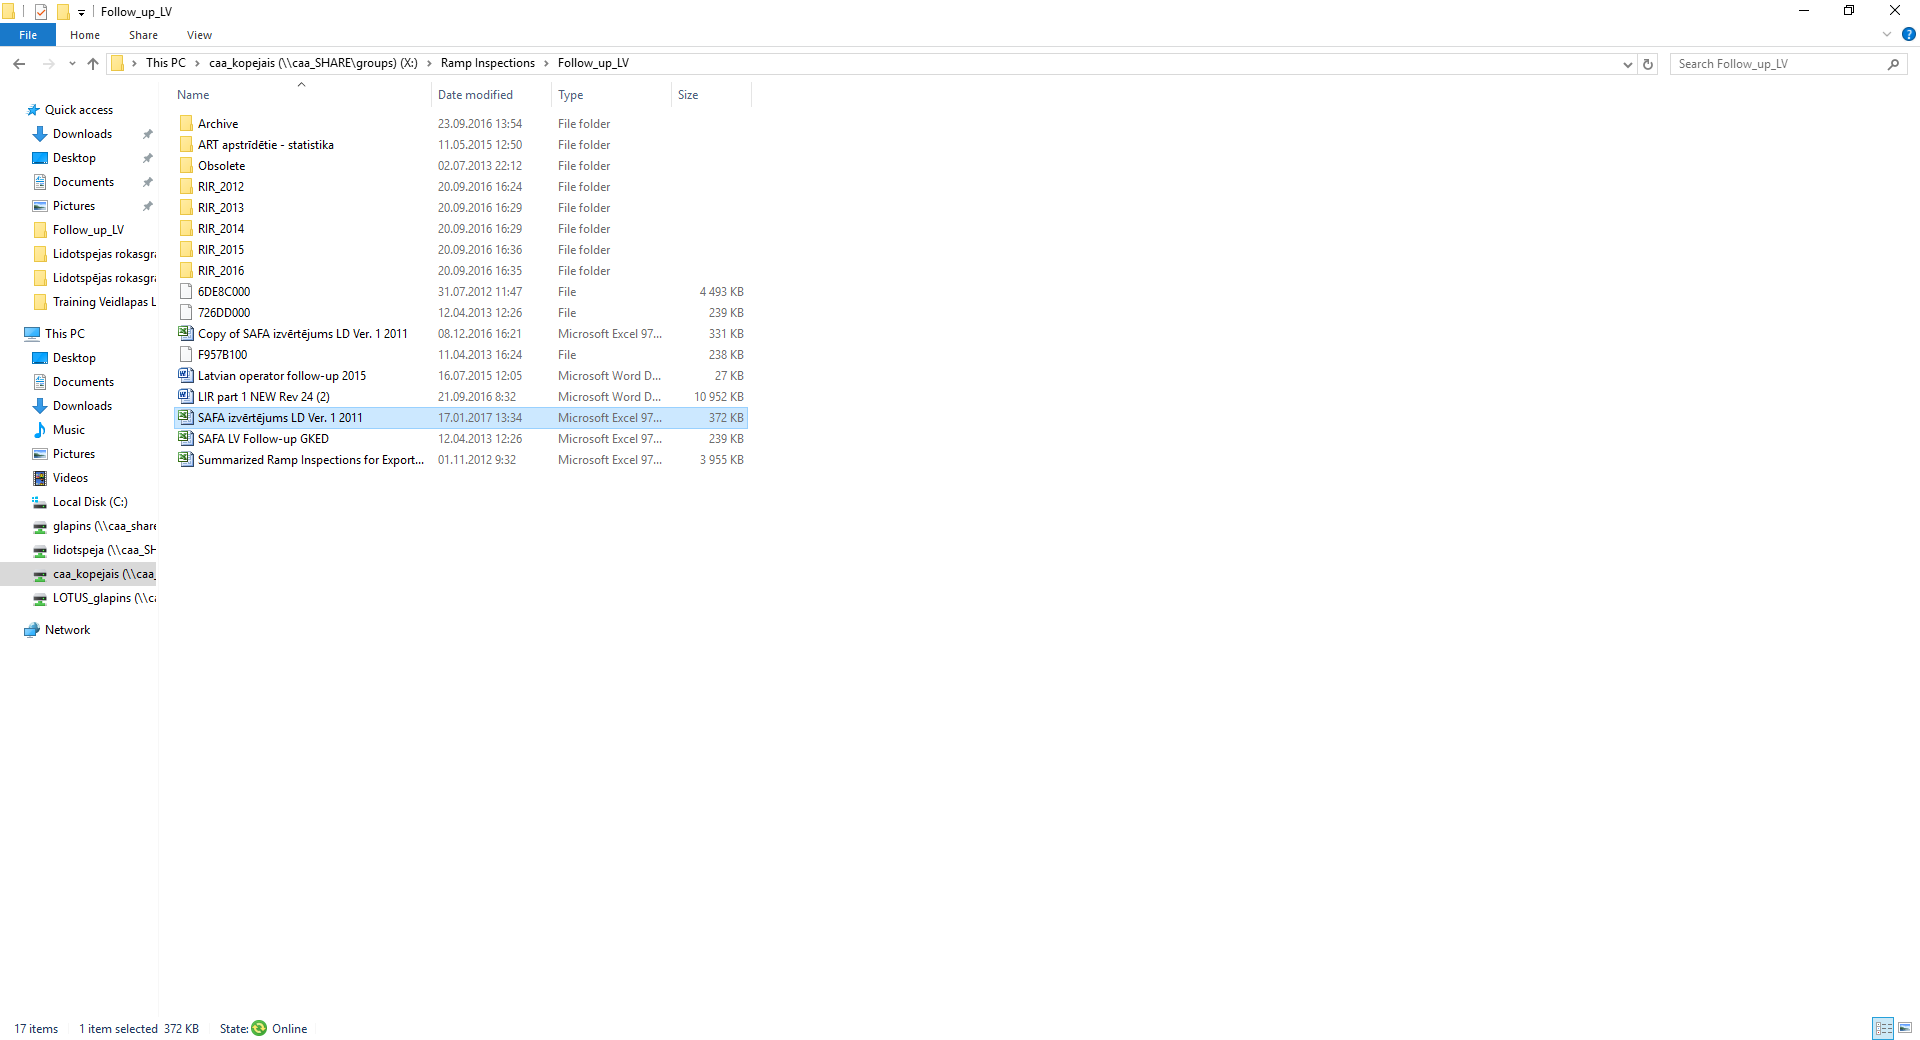 Follow_up_LV
File Home Share View
This PC caa_kopejais (\\caa_SHARE\groups) (X:) Ramp Inspections Follow_up_LV
Search Follow_up_LV
Quick access
Downloads
Desktop
Documents
Pictures
Follow_up_LV
Lidotspejas rokasgra
Lidotspējas rokasgra
Training Veidlapas L
This PC
Desktop
Documents
Downloads
Music
Pictures
Videos
Local Disk (C:)
glapins (\\caa_share
lidotspeja (\\caa_SH
caa_kopejais (\\caa_
LOTUS_glapins (\\ca
Network
Name Date modified Type Size
Archive 23.09.2016 13:54 File folder
ART apstrīdētie - statistika 11.05.2015 12:50 File folder
Obsolete 02.07.2013 22:12 File folder
RIR_2012 20.09.2016 16:24 File folder
RIR_2013 20.09.2016 16:29 File folder
RIR_2014 20.09.2016 16:29 File folder
RIR_2015 20.09.2016 16:36 File folder
RIR_2016 20.09.2016 16:35 File folder
6DE8C000 31.07.2012 11:47 File 4 493 KB
726DD000 12.04.2013 12:26 File 239 KB
Copy of SAFA izvērtējums LD Ver. 1 2011 08.12.2016 16:21 Microsoft Excel 97... 331 KB
F957B100 11.04.2013 16:24 File 238 KB
Latvian operator follow-up 2015 16.07.2015 12:05 Microsoft Word D... 27 KB
LIR part 1 NEW Rev 24 (2) 21.09.2016 8:32 Microsoft Word D... 10 952 KB
SAFA izvērtējums LD Ver. 1 2011 17.01.2017 13:34 Microsoft Excel 97... 372 KB
SAFA LV Follow-up GKED 12.04.2013 12:26 Microsoft Excel 97... 239 KB
Summarized Ramp Inspections for Export... 01.11.2012 9:32 Microsoft Excel 97... 3 955 KB
17 items 1 item selected 372 KB State: Online